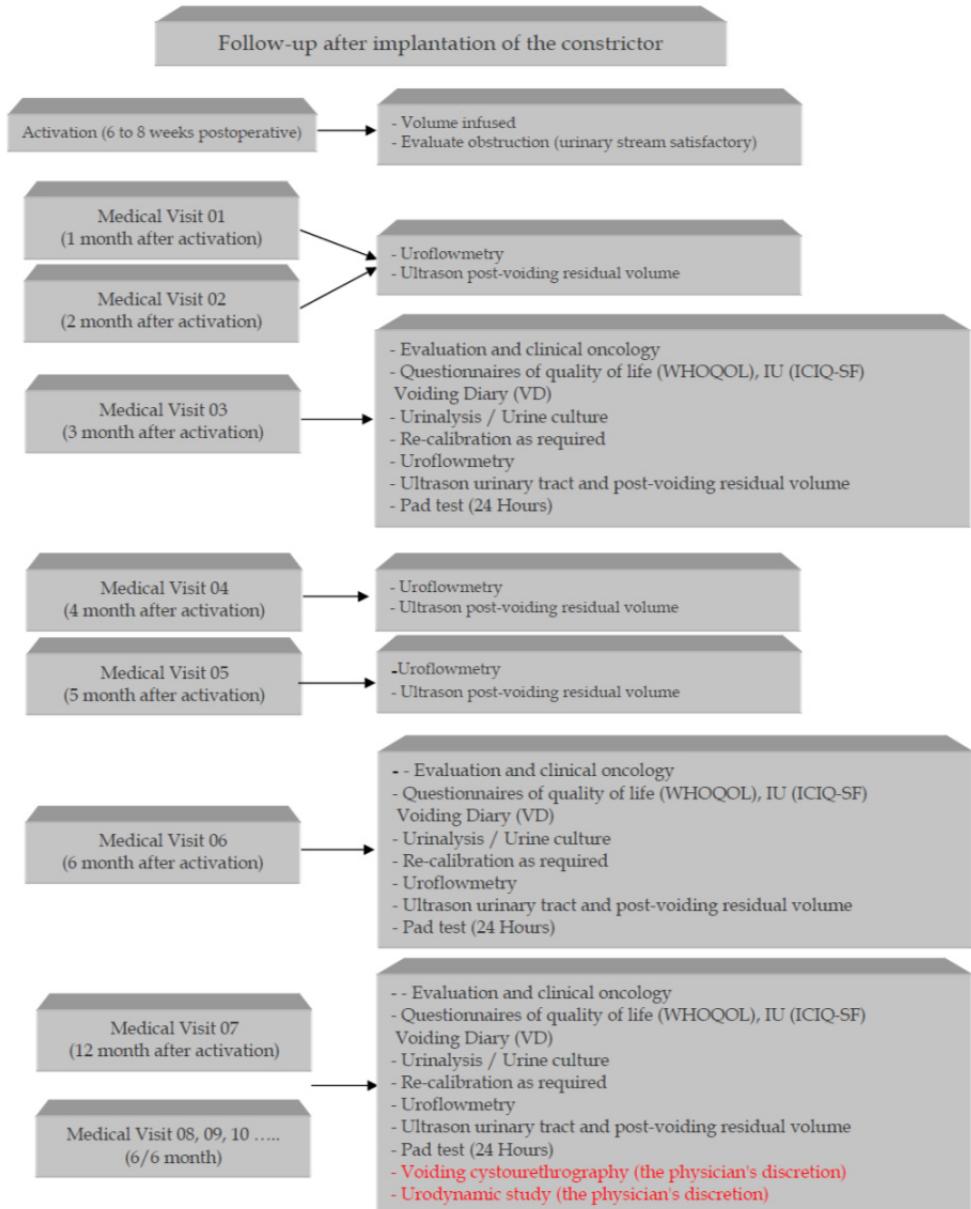 Follow-up after implantation of the constrictor
Activation (6 to 8 weeks postoperative)
- Volume infused
- Evaluate obstruction (urinary stream satisfactory)
Medical Visit 01
(1 month after activation)
Medical Visit 02
(2 month after activation)
- Uroflowmetry
- Ultrason post-voiding residual volume
Medical Visit 03
(3 month after activation)
- Evaluation and clinical oncology
- Questionnaires of quality of life (WHOQOL), IU (ICIQ-SF)
Voiding Diary (VD)
- Urinalysis / Urine culture
- Re-calibration as required
- Uroflowmetry
- Ultrason urinary tract and post-voiding residual volume
- Pad test (24 Hours)
Medical Visit 04
(4 month after activation)
- Uroflowmetry
- Ultrason post-voiding residual volume
Medical Visit 05
(5 month after activation)
-Uroflowmetry
- Ultrason post-voiding residual volume
Medical Visit 06
(6 month after activation)
- - Evaluation and clinical oncology
- Questionnaires of quality of life (WHOQOL), IU (ICIQ-SF)
Voiding Diary (VD)
- Urinalysis / Urine culture
- Re-calibration as required
- Uroflowmetry
- Ultrason urinary tract and post-voiding residual volume
- Pad test (24 Hours)
Medical Visit 07
(12 month after activation)
Medical Visit 08, 09, 10 .....
(6/6 month)
- - Evaluation and clinical oncology
- Questionnaires of quality of life (WHOQOL), IU (ICIQ-SF)
Voiding Diary (VD)
- Urinalysis / Urine culture
- Re-calibration as required
- Uroflowmetry
- Ultrason urinary tract and post-voiding residual volume
- Pad test (24 Hours)
- Voiding cystourethrography (the physician's discretion)
- Urodynamic study (the physician's discretion)